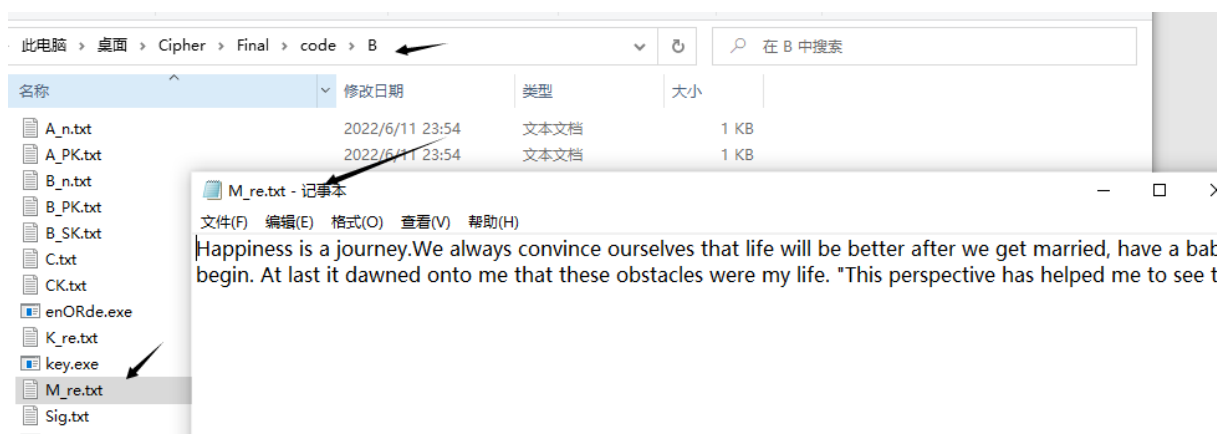 此电脑 › 桌面 › Cipher › Final › code › B
在 B 中搜索
名称 修改日期 类型 大小
A_n.txt 2022/6/11 23:54 文本文档 1 KB
A_PK.txt 2022/6/11 23:54 文本文档 1 KB
B_n.txt
B_PK.txt
B_SK.txt
C.txt
CK.txt
enORde.exe
K_re.txt
key.exe
M_re.txt
Sig.txt
M_re.txt - 记事本
文件(F) 编辑(E) 格式(O) 查看(V) 帮助(H)
Happiness is a journey.We always convince ourselves that life will be better after we get married, have a bab
begin. At last it dawned onto me that these obstacles were my life. "This perspective has helped me to see t